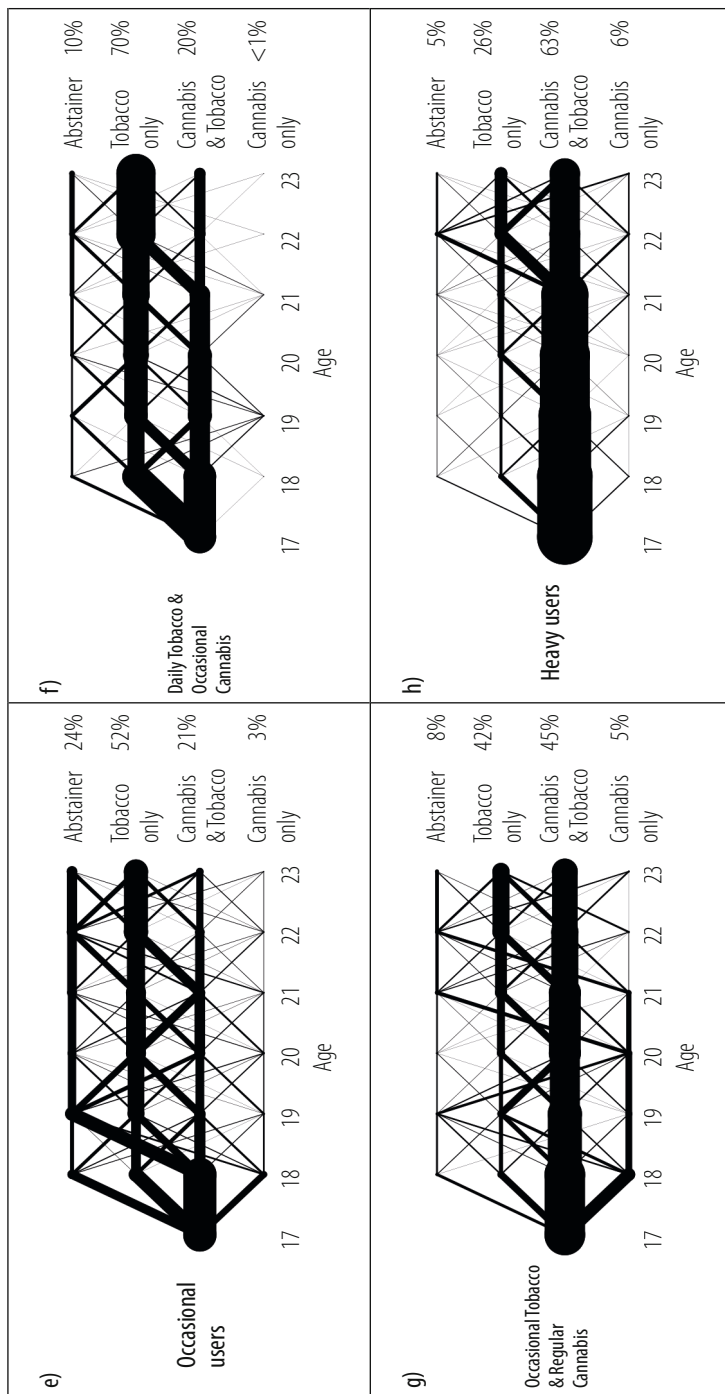 e)
Occasional
users
Abstainer 24%
Tobacco 52%
only
Cannabis 21%
& Tobacco
Cannabis 3%
only
17 18 19 20 21 22 23
Age
f)
Daily Tobacco &
Occasional
Cannabis
Abstainer 10%
Tobacco 70%
only
Cannabis 20%
& Tobacco
Cannabis <1%
only
17 18 19 20 21 22 23
Age
g)
Occasional Tobacco
& Regular
Cannabis
Abstainer 8%
Tobacco 42%
only
Cannabis 45%
& Tobacco
Cannabis 5%
only
17 18 19 20 21 22 23
Age
h)
Heavy users
Abstainer 5%
Tobacco 26%
only
Cannabis 63%
& Tobacco
Cannabis 6%
only
17 18 19 20 21 22 23
Age